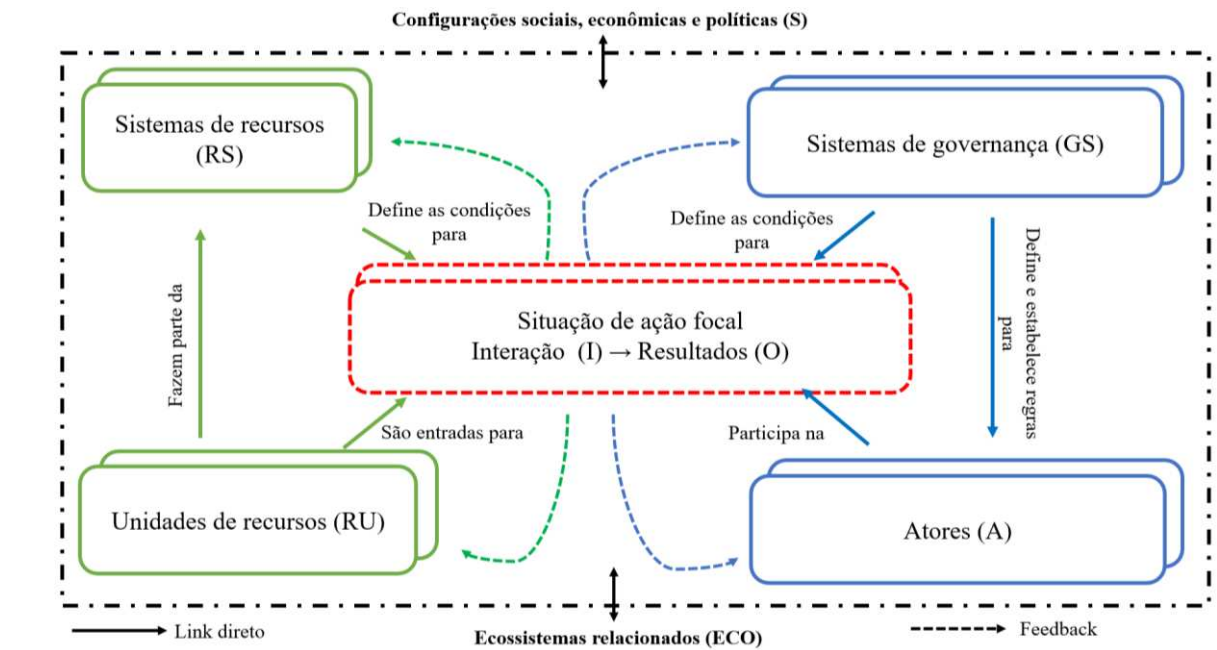 Configurações sociais, econômicas e políticas (S)
Sistemas de recursos
(RS)
Sistemas de governança (GS)
Define as condições
para
Define as condições
para
Fazem parte da
Define e estabelece regras
para
Situação de ação focal
Interação (I) → Resultados (O)
São entradas para
Participa na
Unidades de recursos (RU)
Atores (A)
Link direto
Ecossistemas relacionados (ECO)
Feedback